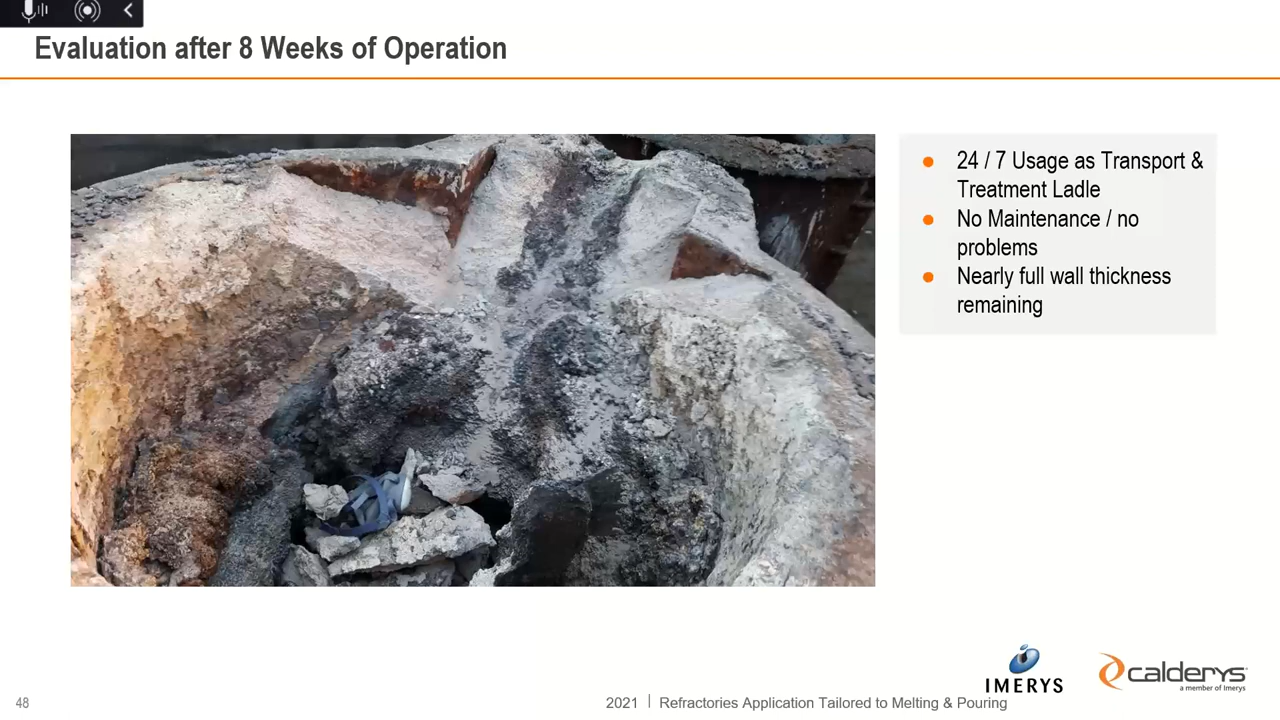 Evaluation after 8 Weeks of Operation
24 / 7 Usage as Transport &
Treatment Ladle
No Maintenance / no
problems
Nearly full wall thickness
remaining
IMERYS
calderys
a member of Imerys
48
2021 | Refractories Application Tailored to Melting & Pouring